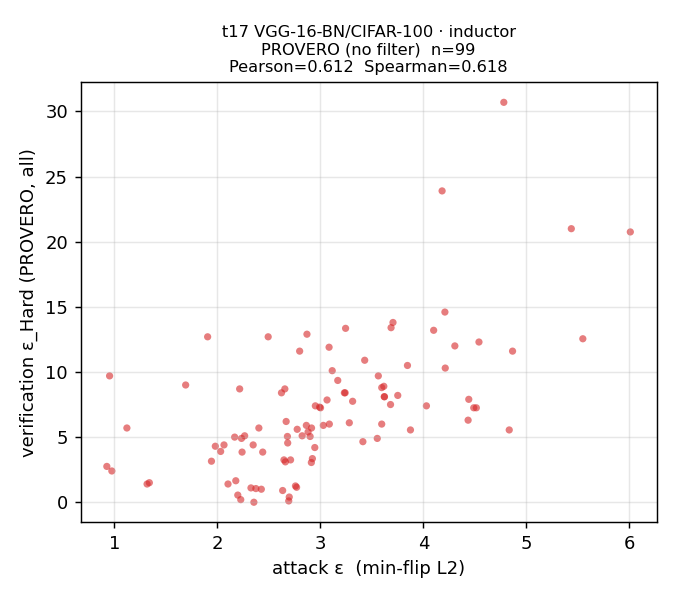 t17 VGG-16-BN/CIFAR-100 · inductor
PROVERO (no filter)  n=99
Pearson=0.612  Spearman=0.618
verification ε_Hard (PROVERO, all)
30
25
20
15
10
5
0
1 2 3 4 5 6
attack ε  (min-flip L2)